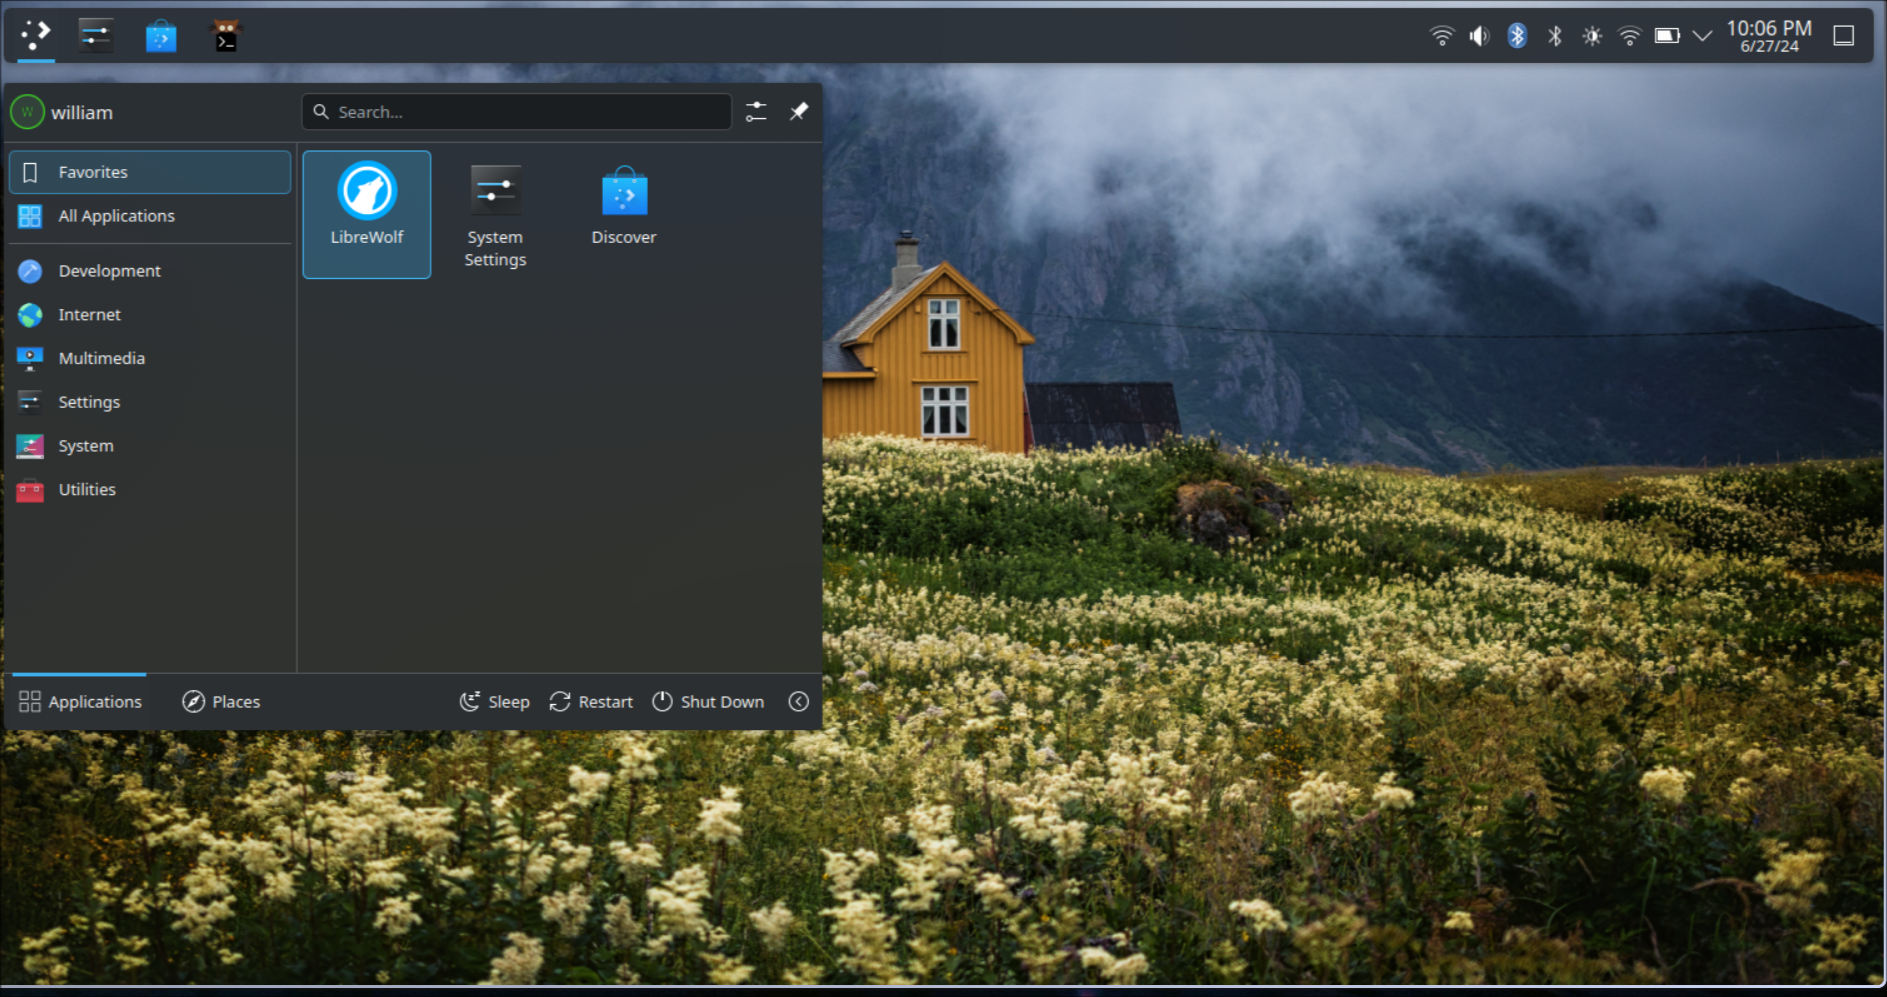 10:06 PM
6/27/24
W
william
Search...
Favorites
All Applications
Development
Internet
Multimedia
Settings
System
Utilities
LibreWolf
System
Settings
Discover
Applications
Places
Sleep
Restart
Shut Down